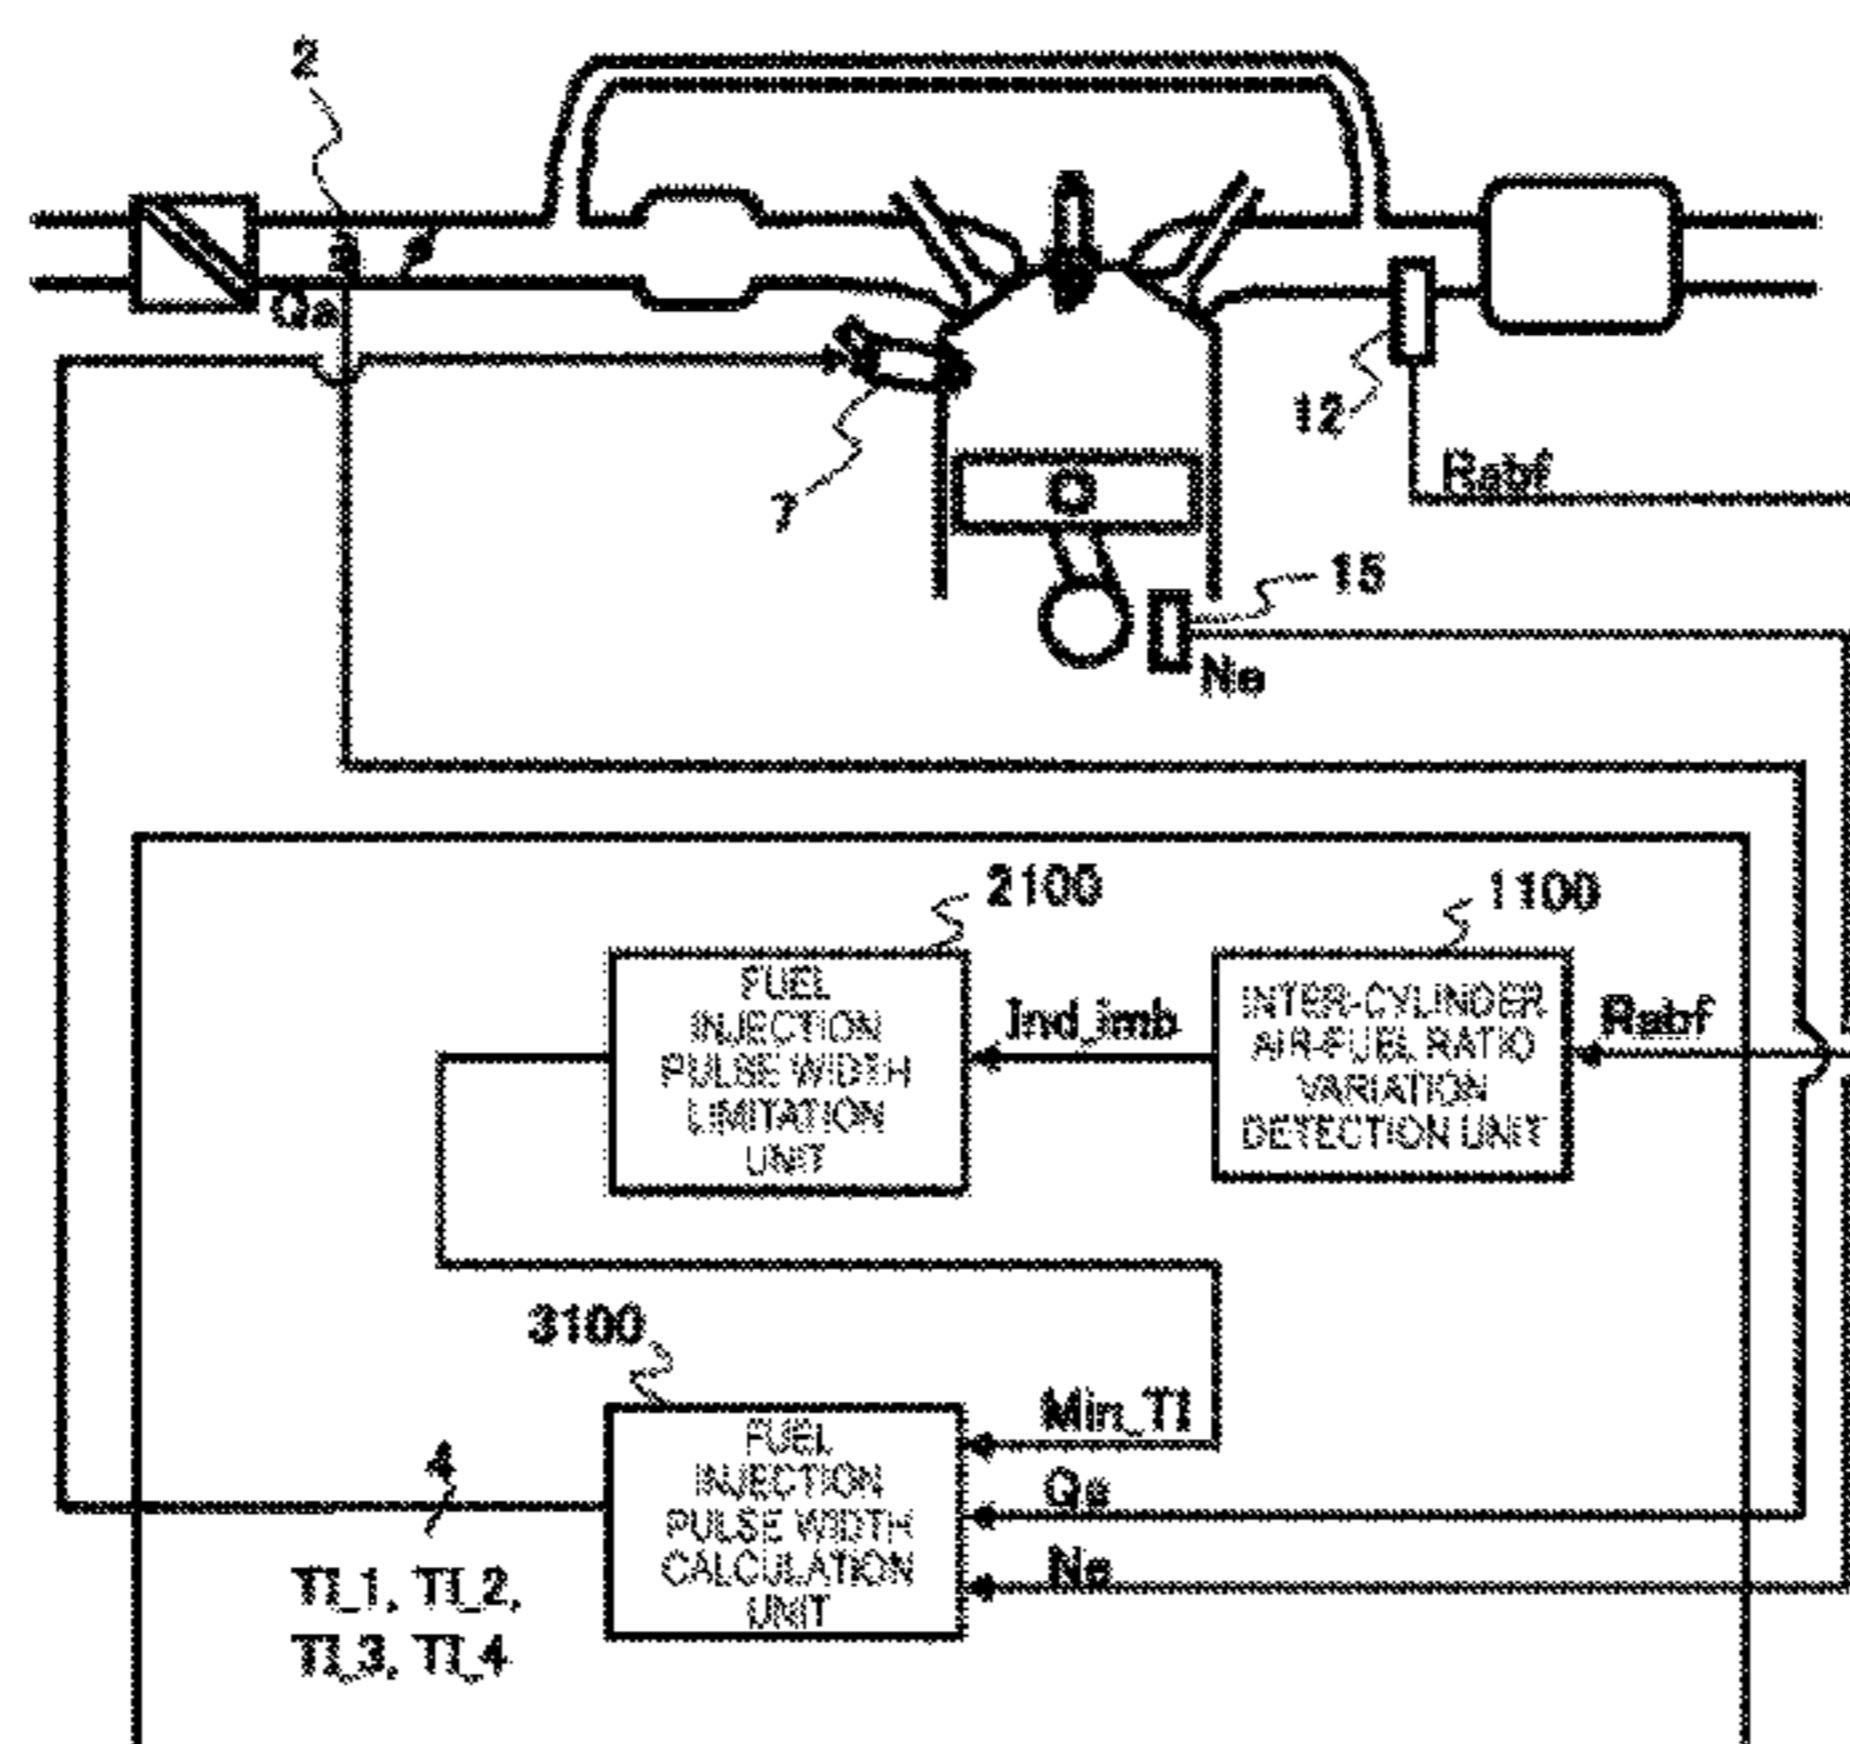 2
Qa
7
12
Rabf
15
Ne
2100
1100
FUEL
INJECTION
PULSE WIDTH
LIMITATION
UNIT
Ind_imb
INTER-CYLINDER
AIR-FUEL RATIO
VARIATION
DETECTION UNIT
Rabf
3100
FUEL
INJECTION
PULSE WIDTH
CALCULATION
UNIT
Min_TI
Qa
Ne
4
TI_1, TI_2,
TI_3, TI_4